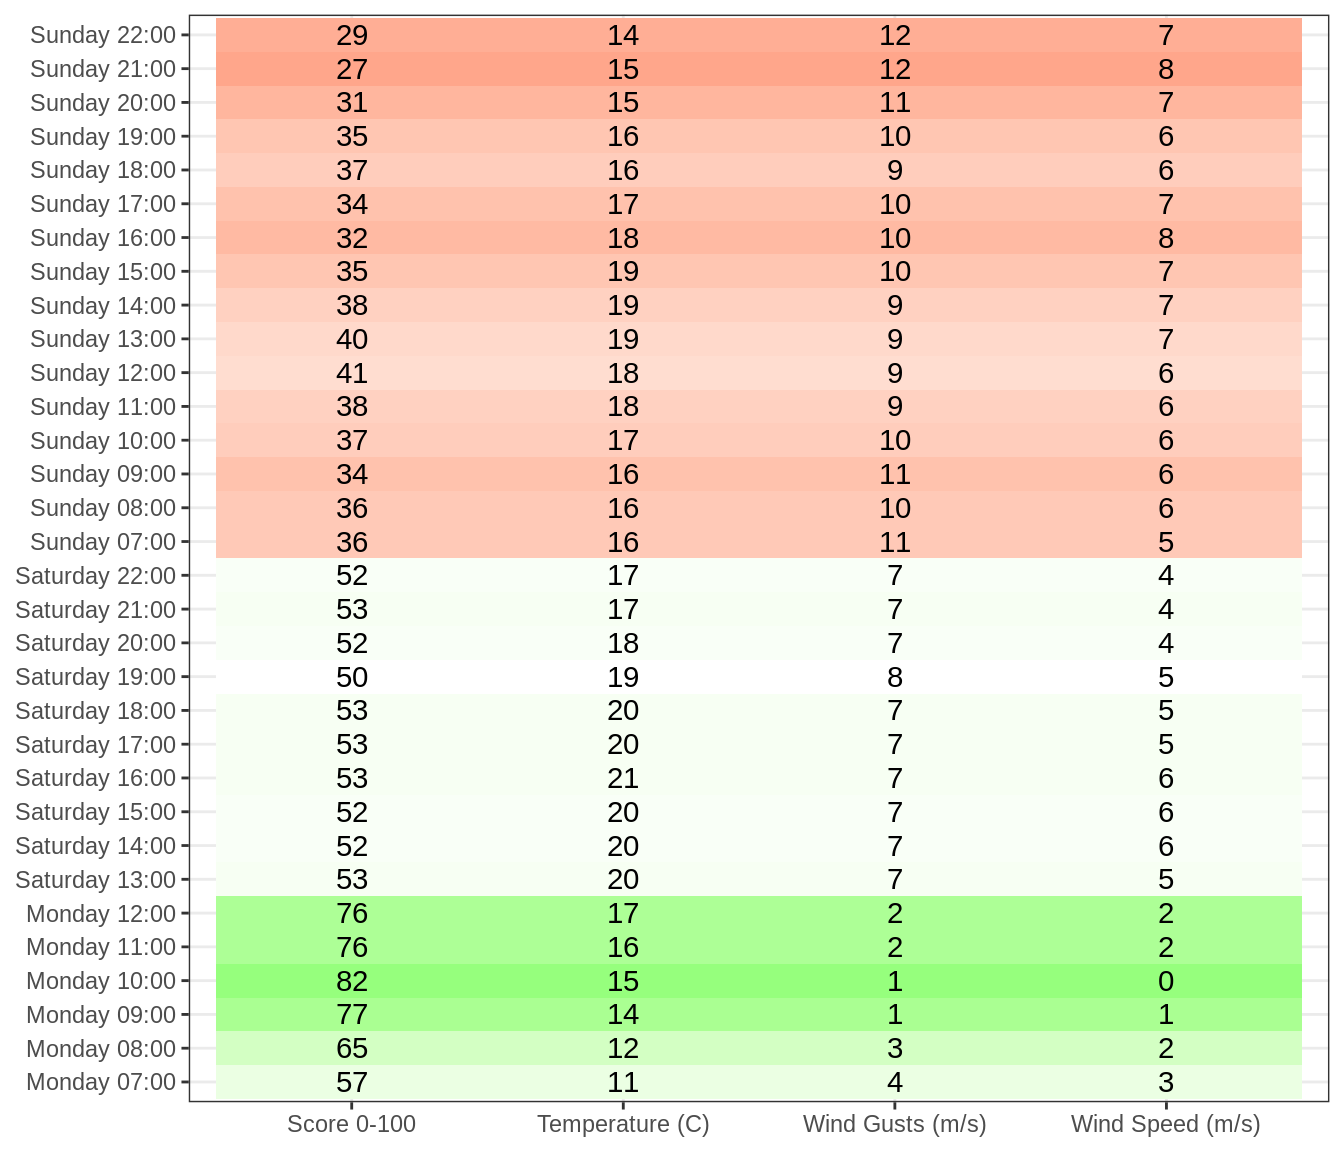 Sunday 22:00 29 14 12 7
Sunday 21:00 27 15 12 8
Sunday 20:00 31 15 11 7
Sunday 19:00 35 16 10 6
Sunday 18:00 37 16 9 6
Sunday 17:00 34 17 10 7
Sunday 16:00 32 18 10 8
Sunday 15:00 35 19 10 7
Sunday 14:00 38 19 9 7
Sunday 13:00 40 19 9 7
Sunday 12:00 41 18 9 6
Sunday 11:00 38 18 9 6
Sunday 10:00 37 17 10 6
Sunday 09:00 34 16 11 6
Sunday 08:00 36 16 10 6
Sunday 07:00 36 16 11 5
Saturday 22:00 52 17 7 4
Saturday 21:00 53 17 7 4
Saturday 20:00 52 18 7 4
Saturday 19:00 50 19 8 5
Saturday 18:00 53 20 7 5
Saturday 17:00 53 20 7 5
Saturday 16:00 53 21 7 6
Saturday 15:00 52 20 7 6
Saturday 14:00 52 20 7 6
Saturday 13:00 53 20 7 5
Monday 12:00 76 17 2 2
Monday 11:00 76 16 2 2
Monday 10:00 82 15 1 0
Monday 09:00 77 14 1 1
Monday 08:00 65 12 3 2
Monday 07:00 57 11 4 3
Score 0-100 Temperature (C) Wind Gusts (m/s) Wind Speed (m/s)